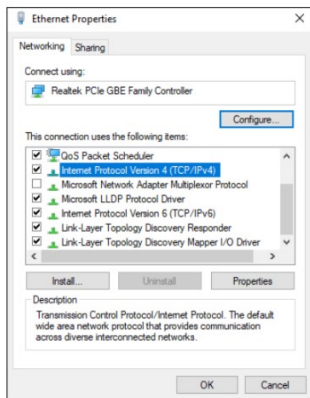 Ethernet Properties
Networking Sharing
Connect using:
Realtek PCIe GBE Family Controller
Configure...
This connection uses the following items:
QoS Packet Scheduler
Internet Protocol Version 4 (TCP/IPv4)
Microsoft Network Adapter Multiplexor Protocol
Microsoft LLDP Protocol Driver
Internet Protocol Version 6 (TCP/IPv6)
Link-Layer Topology Discovery Responder
Link-Layer Topology Discovery Mapper I/O Driver
Install... Uninstall Properties
Description
Transmission Control Protocol/Internet Protocol. The default
wide area network protocol that provides communication
across diverse interconnected networks.
OK Cancel